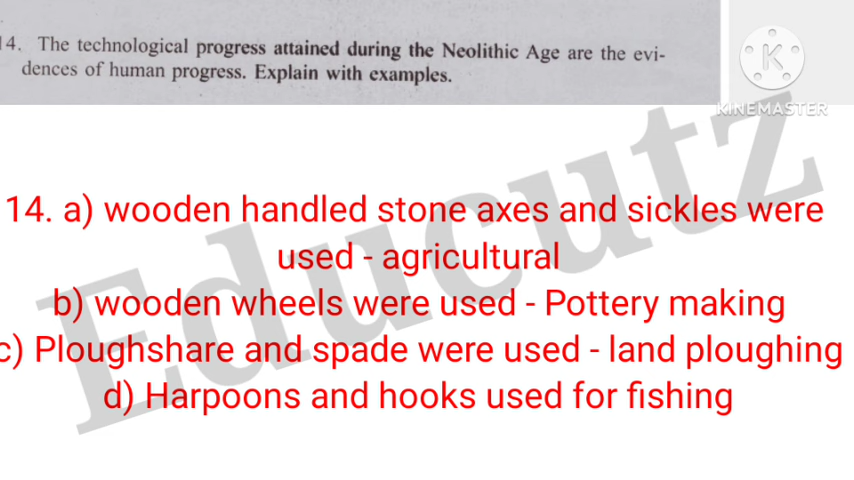 14. The technological progress attained during the Neolithic Age are the evi-
dences of human progress. Explain with examples.
K
KINEMASTER
Educutz
14. a) wooden handled stone axes and sickles were
used - agricultural
b) wooden wheels were used - Pottery making
c) Ploughshare and spade were used - land ploughing
d) Harpoons and hooks used for fishing